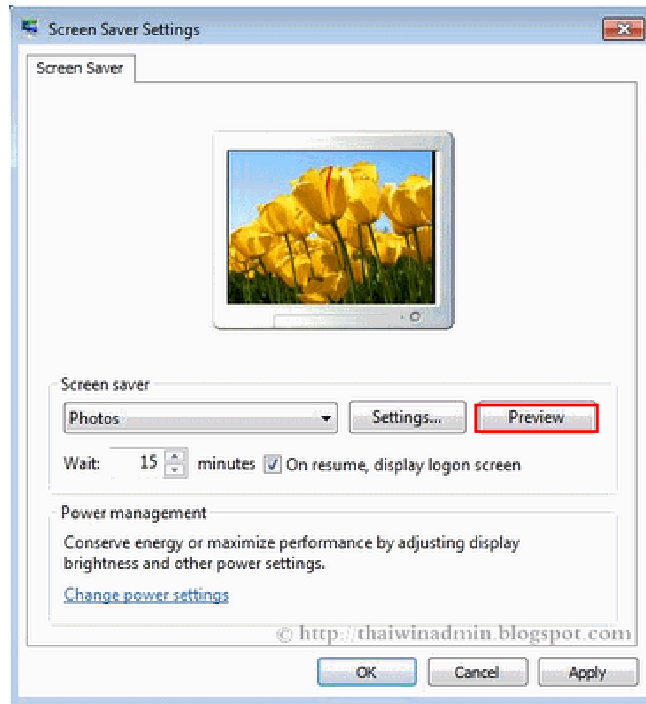 Screen Saver Settings
Screen Saver
Screen saver
Photos
Settings...
Preview
Wait: 15 minutes On resume, display logon screen
Power management
Conserve energy or maximize performance by adjusting display
brightness and other power settings.
Change power settings
© http://thaiwinadmin.blogspot.com
OK
Cancel
Apply